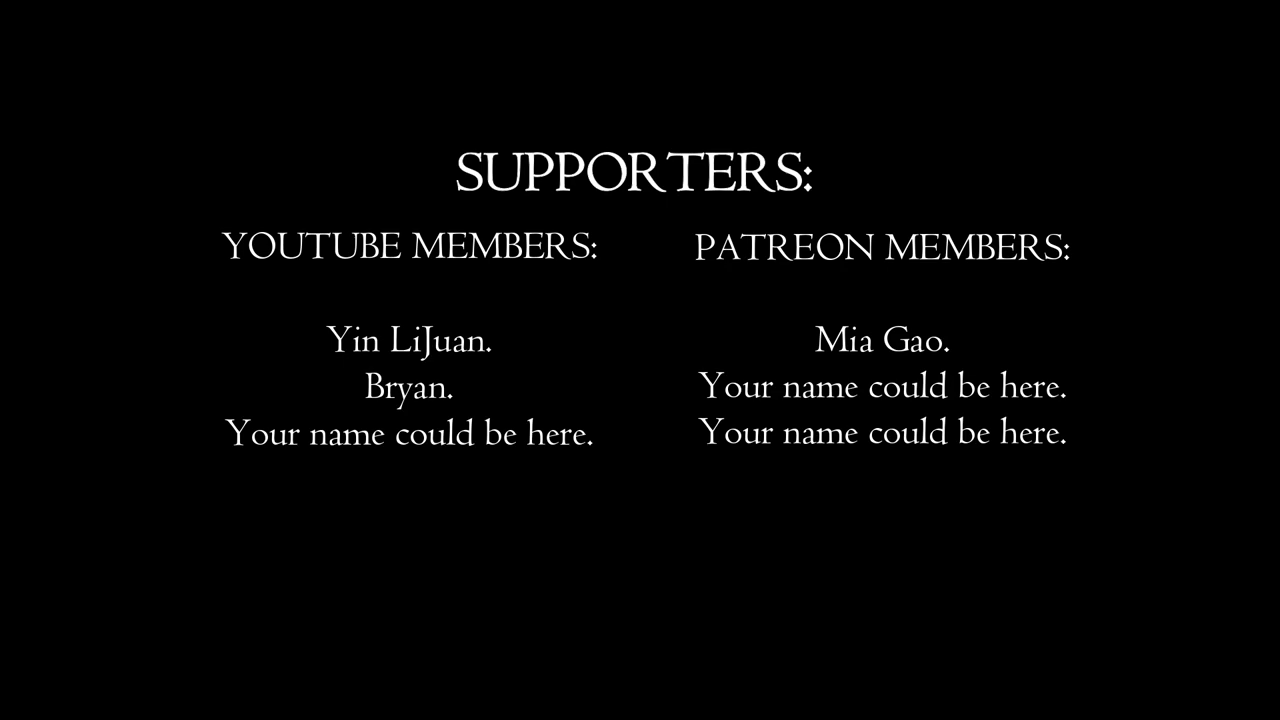 SUPPORTERS:
YOUTUBE MEMBERS:
Yin LiJuan.
Bryan.
Your name could be here.
PATREON MEMBERS:
Mia Gao.
Your name could be here.
Your name could be here.